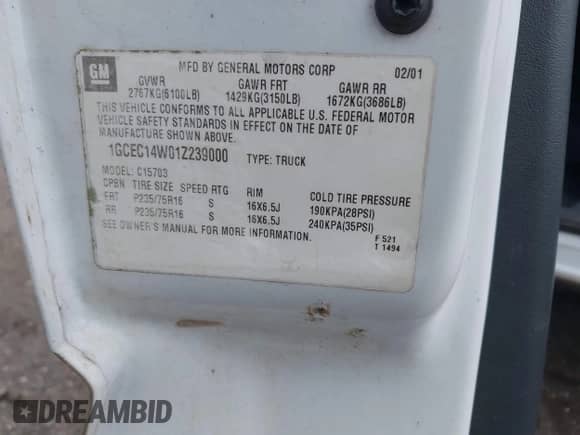 GM
MFD BY GENERAL MOTORS CORP 02/01
GVWR GAWR FRT GAWR RR
2767KG(6100LB) 1429KG(3150LB) 1672KG(3686LB)
THIS VEHICLE CONFORMS TO ALL APPLICABLE U.S. FEDERAL MOTOR
VEHICLE SAFETY STANDARDS IN EFFECT ON THE DATE OF
MANUFACTURE SHOWN ABOVE.
1GCEC14W01Z239000 TYPE: TRUCK
MODEL: C15703
CPBN TIRE SIZE SPEED RTG RIM COLD TIRE PRESSURE
FRT P235/75R16 S 16X6.5J 190KPA(28PSI)
RR P235/75R16 S 16X6.5J 240KPA(35PSI)
SEE OWNER'S MANUAL FOR MORE INFORMATION.
F 521
T 1494
DREAMBID